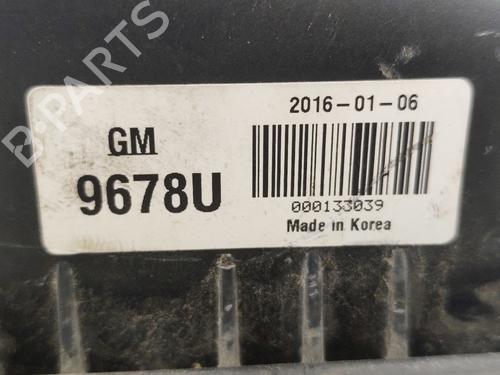 B-PARTS
GM
9678U
2016-01-06
000133039
Made in Korea